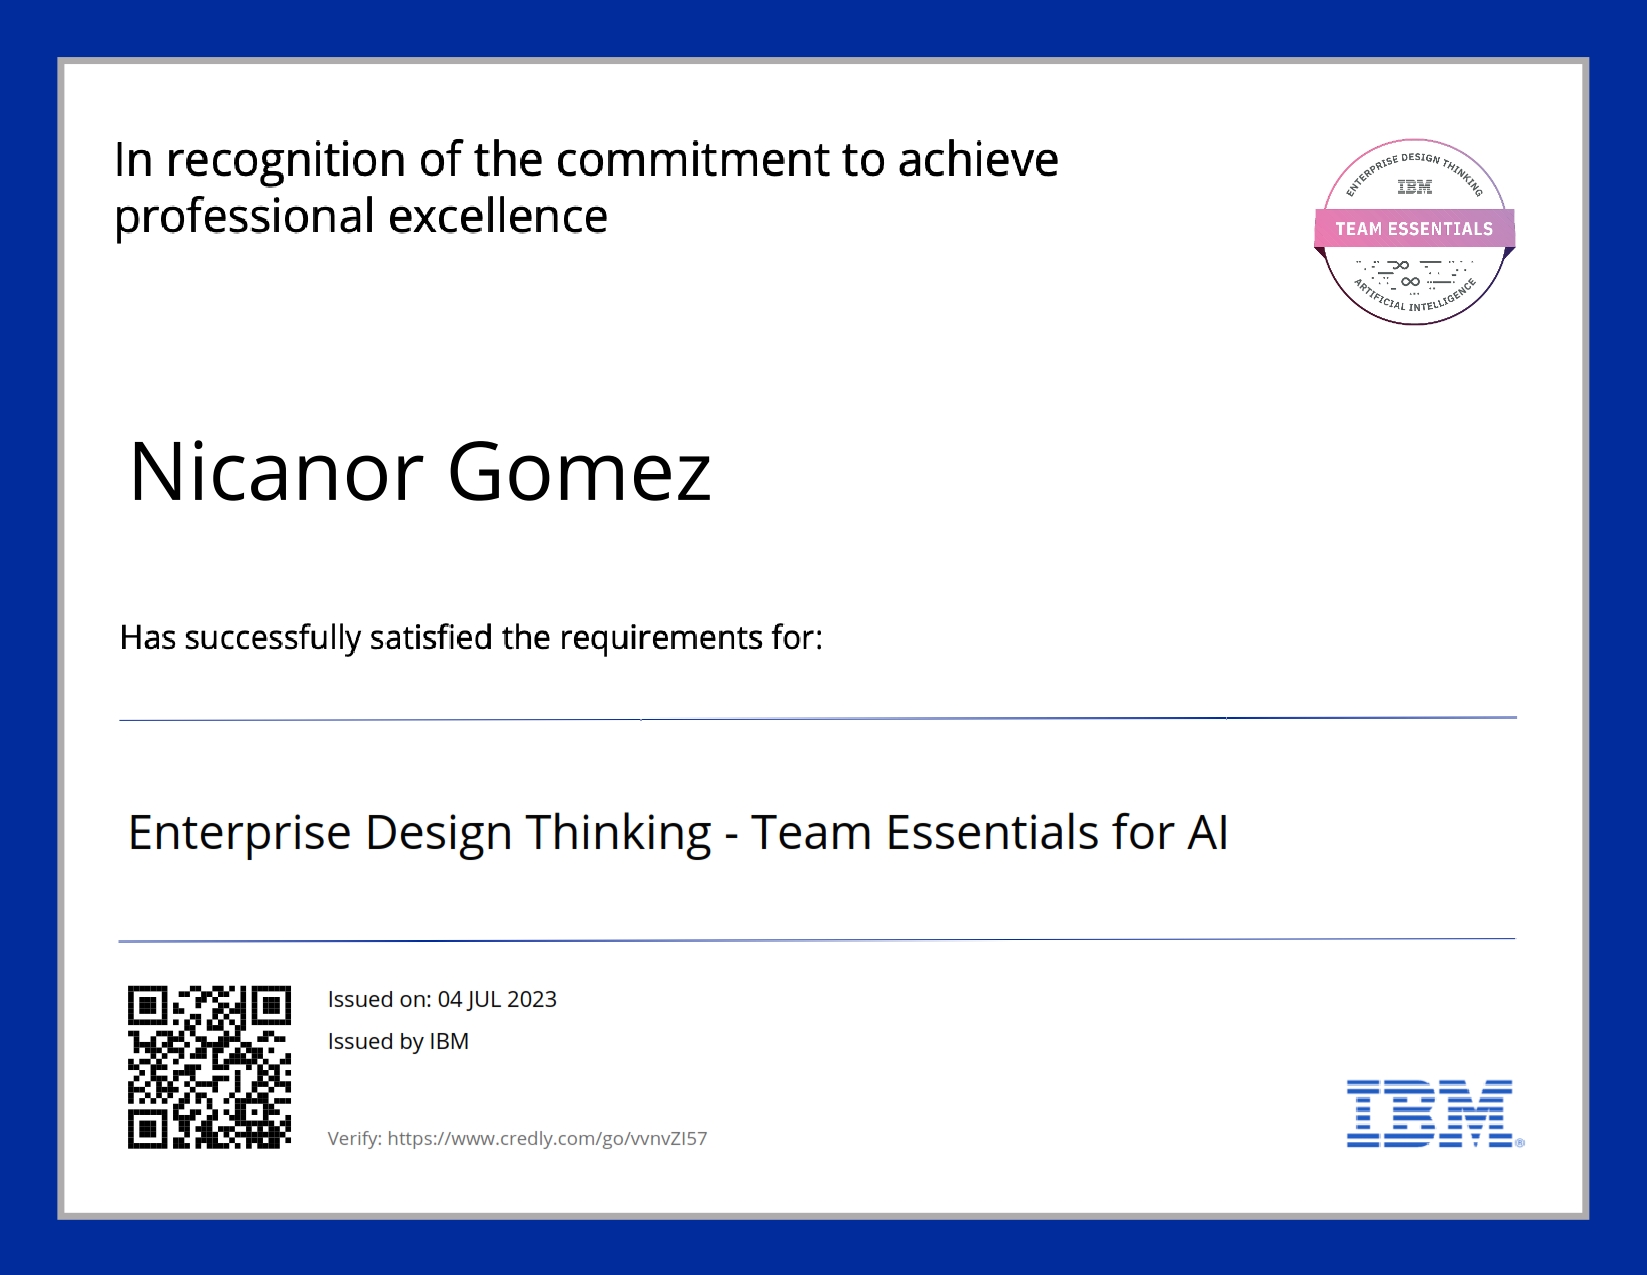 In recognition of the commitment to achieve
professional excellence
ENTERPRISE DESIGN THINKING
IBM
TEAM ESSENTIALS
ARTIFICIAL INTELLIGENCE
Nicanor Gomez
Has successfully satisfied the requirements for:
Enterprise Design Thinking - Team Essentials for AI
Issued on: 04 JUL 2023
Issued by IBM
Verify: https://www.credly.com/go/vvnvZI57
IBM®